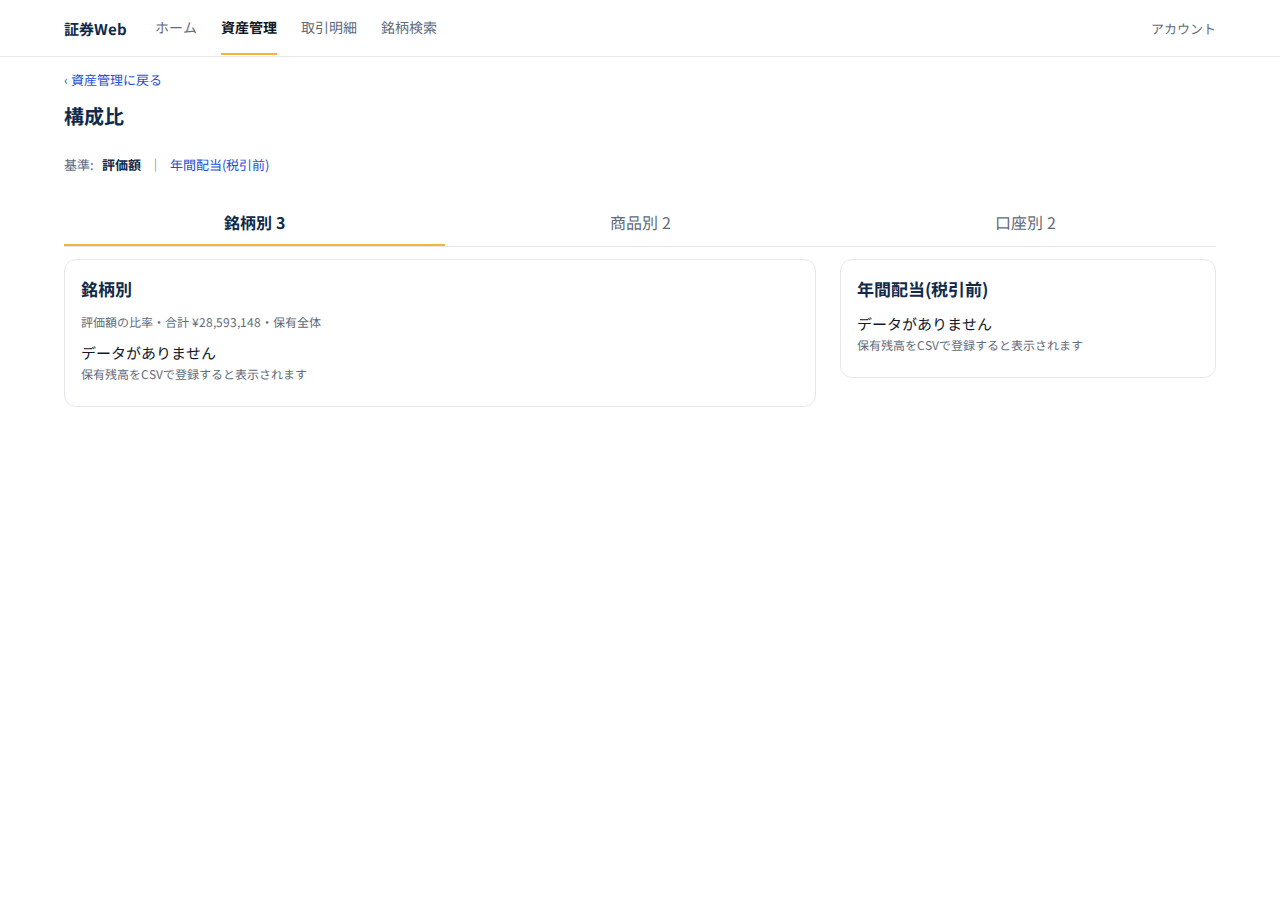 証券Web ホーム 資産管理 取引明細 銘柄検索 アカウント
‹ 資産管理に戻る
構成比
基準: 評価額 | 年間配当(税引前)
銘柄別 3 商品別 2 口座別 2
銘柄別
評価額の比率・合計 ¥28,593,148・保有全体
データがありません
保有残高をCSVで登録すると表示されます
年間配当(税引前)
データがありません
保有残高をCSVで登録すると表示されます